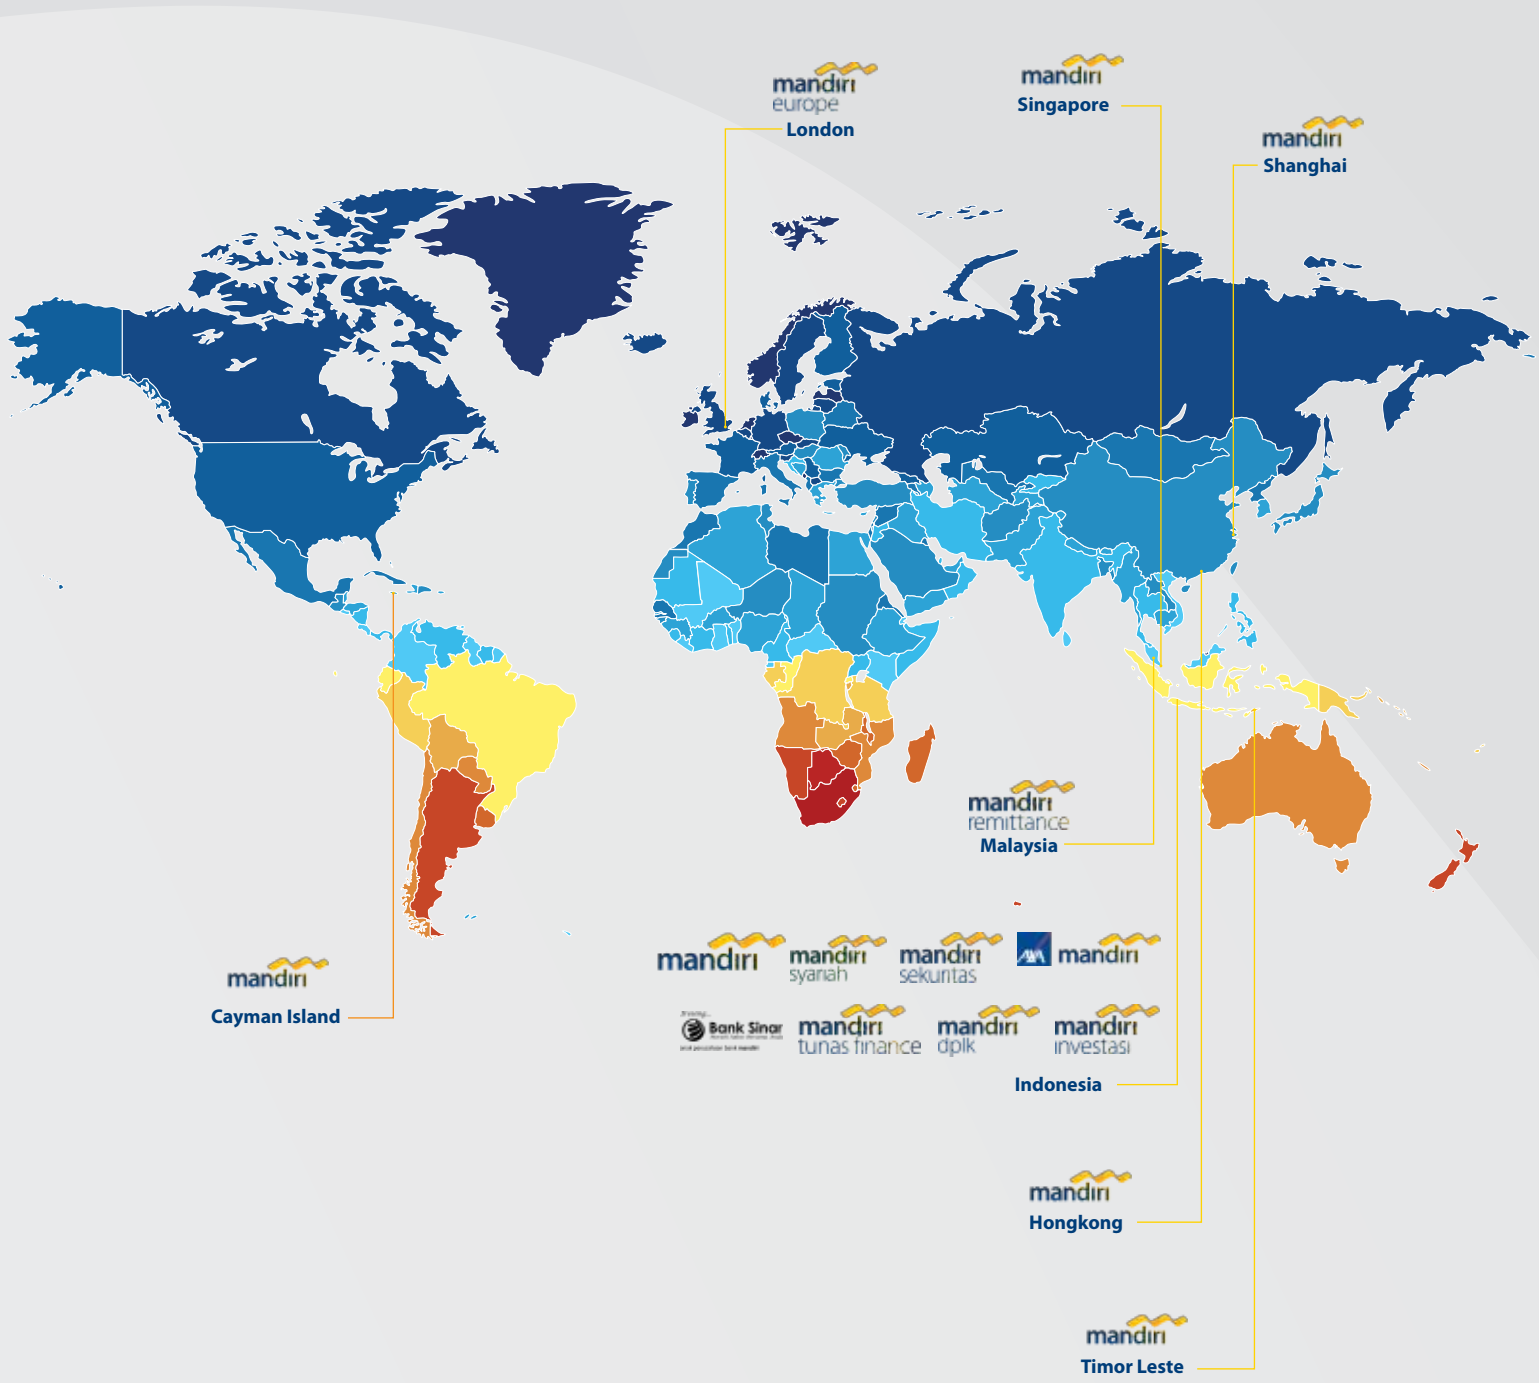 mandiri
europe
London
mandiri
Singapore
mandiri
Shanghai
mandiri
remittance
Malaysia
mandiri
Cayman Island
mandiri
mandiri
syariah
mandiri
sekuritas
AXA mandiri
Bank Sinar
mandiri
tunas finance
mandiri
dplk
mandiri
investasi
Indonesia
mandiri
Hongkong
mandiri
Timor Leste